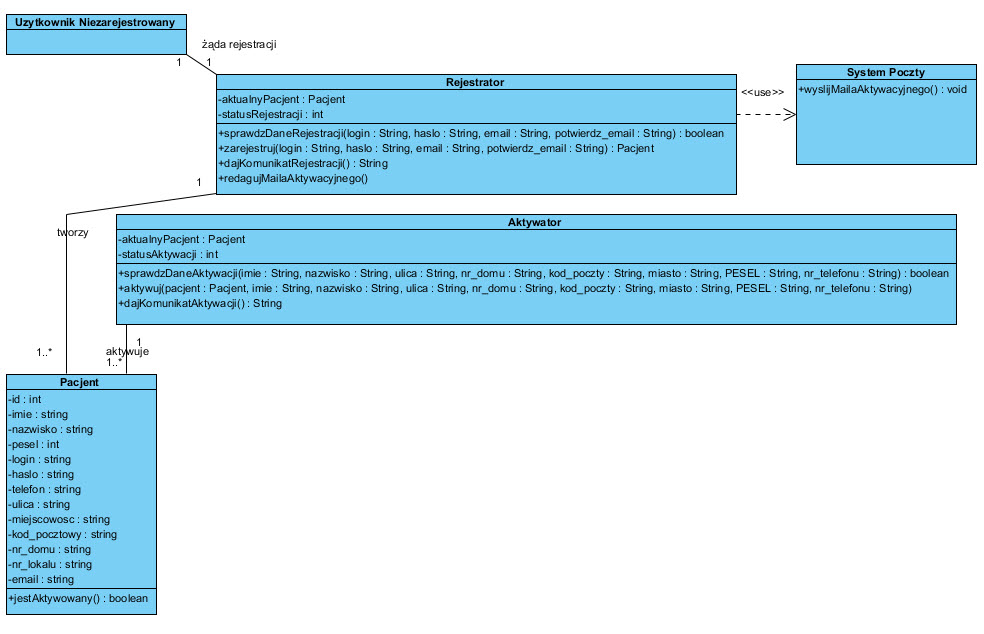 Uzytkownik Niezarejestrowany
żąda rejestracji
1
1
Rejestrator
-aktualnyPacjent : Pacjent
-statusRejestracji : int
+sprawdzDaneRejestracji(login : String, haslo : String, email : String, potwierdz_email : String) : boolean
+zarejestruj(login : String, haslo : String, email : String, potwierdz_email : String) : Pacjent
+dajKomunikatRejestracji() : String
+redagujMailaAktywacyjnego()
<<use>>
System Poczty
+wyslijMailaAktywacyjnego() : void
1
tworzy
1..*
Aktywator
-aktualnyPacjent : Pacjent
-statusAktywacji : int
+sprawdzDaneAktywacji(imie : String, nazwisko : String, ulica : String, nr_domu : String, kod_poczty : String, miasto : String, PESEL : String, nr_telefonu : String) : boolean
+aktywuj(pacjent : Pacjent, imie : String, nazwisko : String, ulica : String, nr_domu : String, kod_poczty : String, miasto : String, PESEL : String, nr_telefonu : String)
+dajKomunikatAktywacji() : String
1
aktywuje
1..*
Pacjent
-id : int
-imie : string
-nazwisko : string
-pesel : int
-login : string
-haslo : string
-telefon : string
-ulica : string
-miejscowosc : string
-kod_pocztowy : string
-nr_domu : string
-nr_lokalu : string
-email : string
+jestAktywowany() : boolean